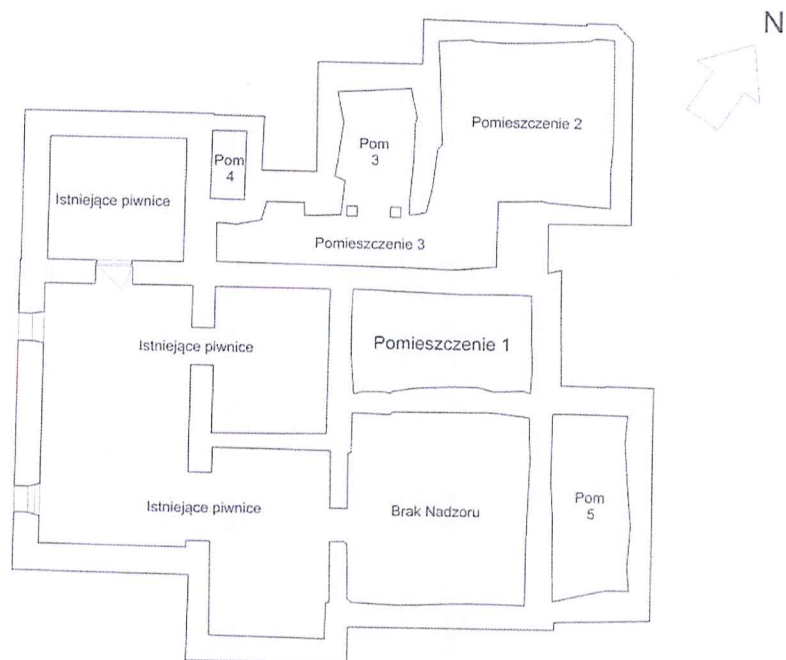 N
Pomieszczenie 2
Pom
3
Pom
4
Istniejące piwnice
Pomieszczenie 3
Istniejące piwnice
Pomieszczenie 1
Istniejące piwnice
Brak Nadzoru
Pom
5